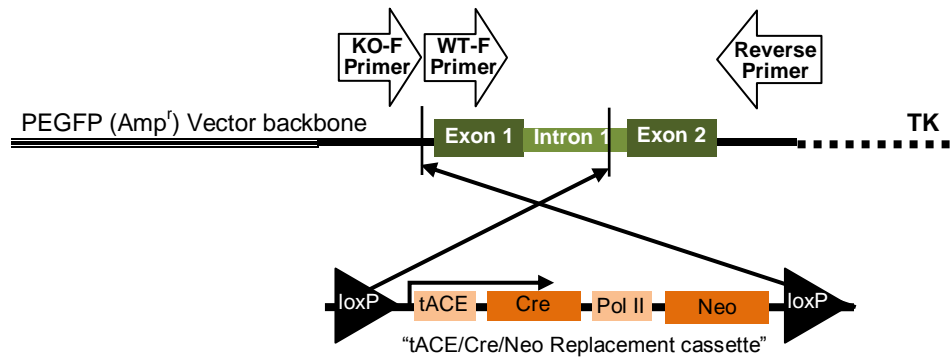 KO-F
Primer
WT-F
Primer
Reverse
Primer
PEGFP (Ampʳ) Vector backbone
Exon 1
Intron 1
Exon 2
TK
loxP
tACE
Cre
Pol II
Neo
loxP
“tACE/Cre/Neo Replacement cassette”